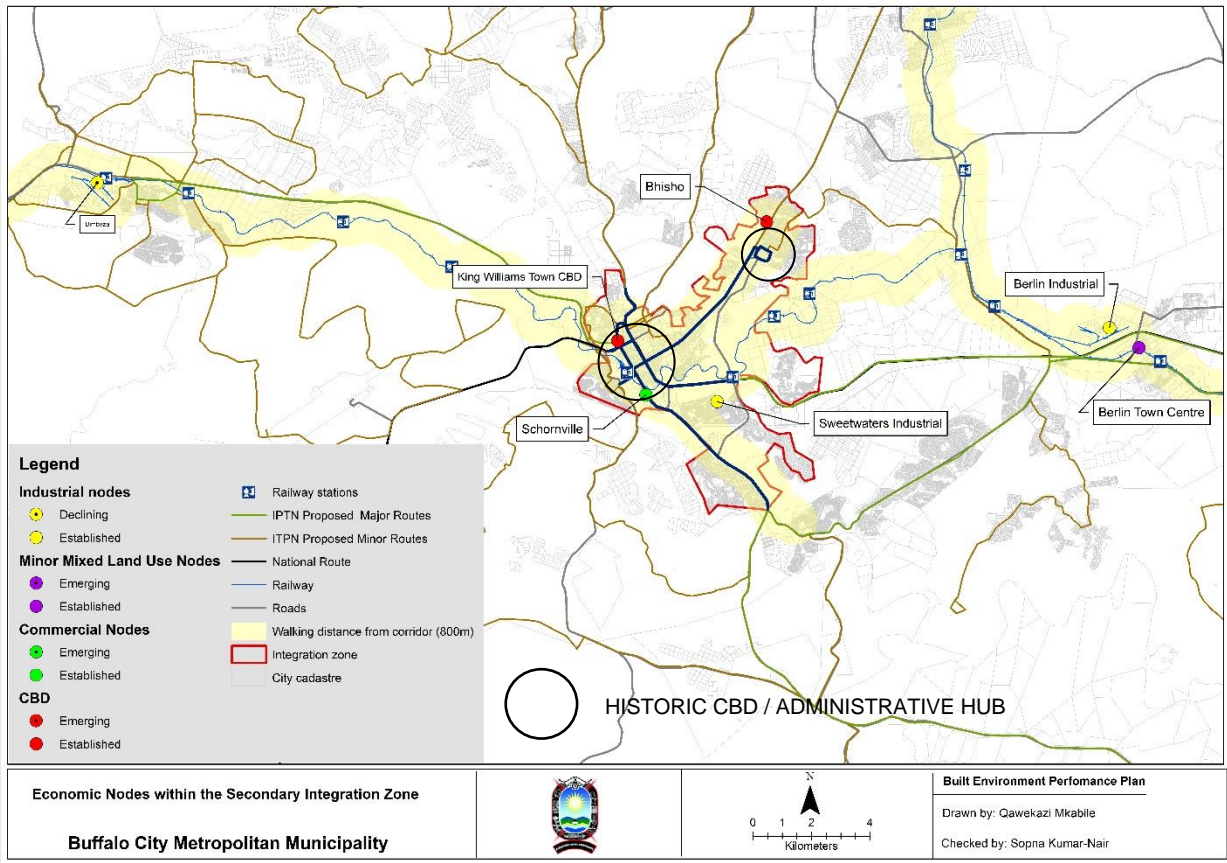 Bhisho
King Williams Town CBD
Berlin Industrial
Schornville
Sweetwaters Industrial
Berlin Town Centre
Legend
Industrial nodes
Declining
Established
Minor Mixed Land Use Nodes
Emerging
Established
Commercial Nodes
Emerging
Established
CBD
Emerging
Established
Railway stations
IPTN Proposed Major Routes
ITPN Proposed Minor Routes
National Route
Railway
Roads
Walking distance from corridor (800m)
Integration zone
City cadastre
HISTORIC CBD / ADMINISTRATIVE HUB
Economic Nodes within the Secondary Integration Zone
Buffalo City Metropolitan Municipality
N
0 1 2 4
Kilometers
Built Environment Perfomance Plan
Drawn by: Qawekazi Mkabile
Checked by: Sopna Kumar-Nair